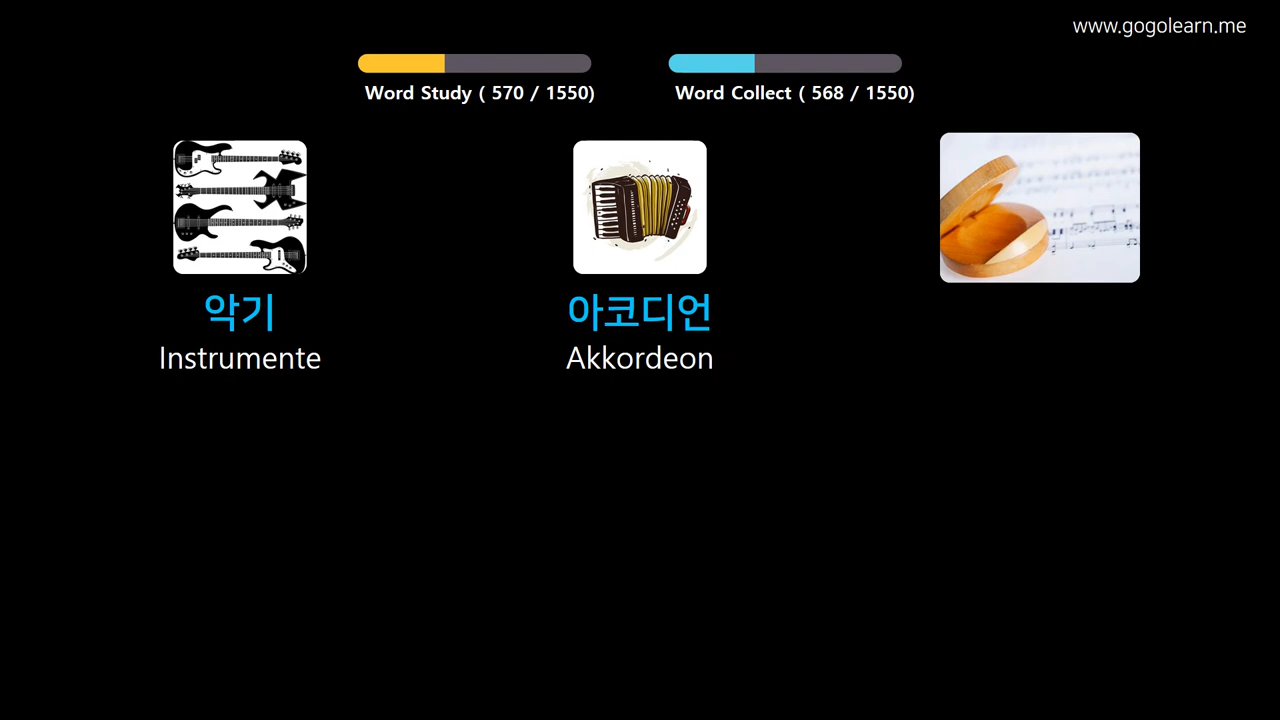 www.gogolearn.me
Word Study ( 570 / 1550)
Word Collect ( 568 / 1550)
악기
Instrumente
아코디언
Akkordeon